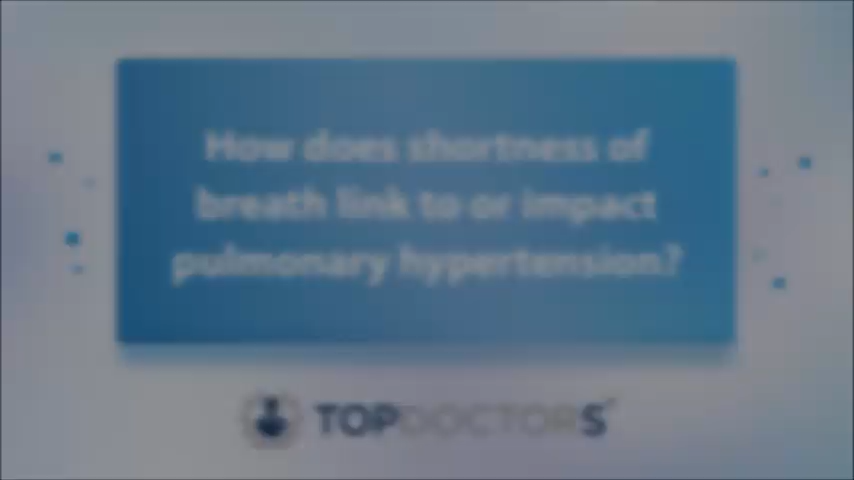 How does shortness of
breath link to or impact
pulmonary hypertension?
TOPDOCTORS